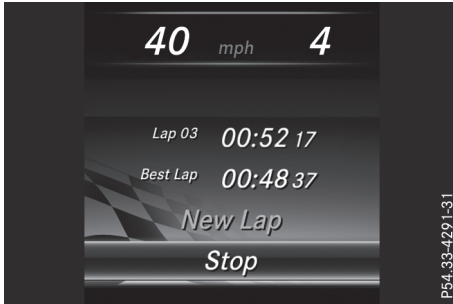 40 mph 4
Lap 03 00:52 17
Best Lap 00:48 37
New Lap
Stop
P54.33-4291-31